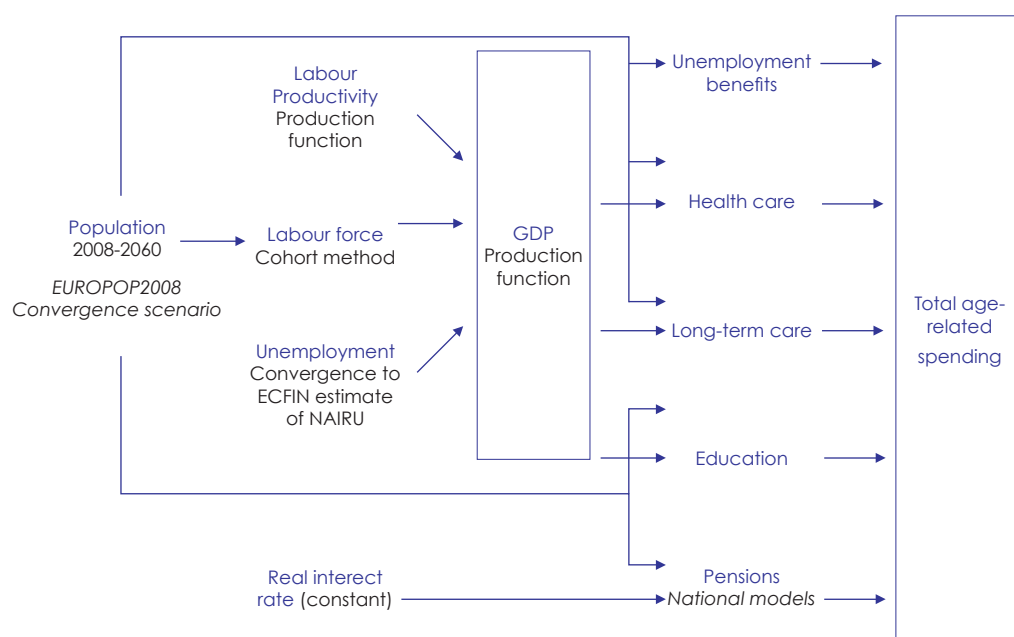 Labour
Productivity
Production
function
Population
2008-2060
EUROPOP2008
Convergence scenario
Labour force
Cohort method
Unemployment
Convergence to
ECFIN estimate
of NAIRU
Real interect
rate (constant)
GDP
Production
function
Unemployment
benefits
Health care
Long-term care
Education
Pensions
National models
Total age-
related
spending